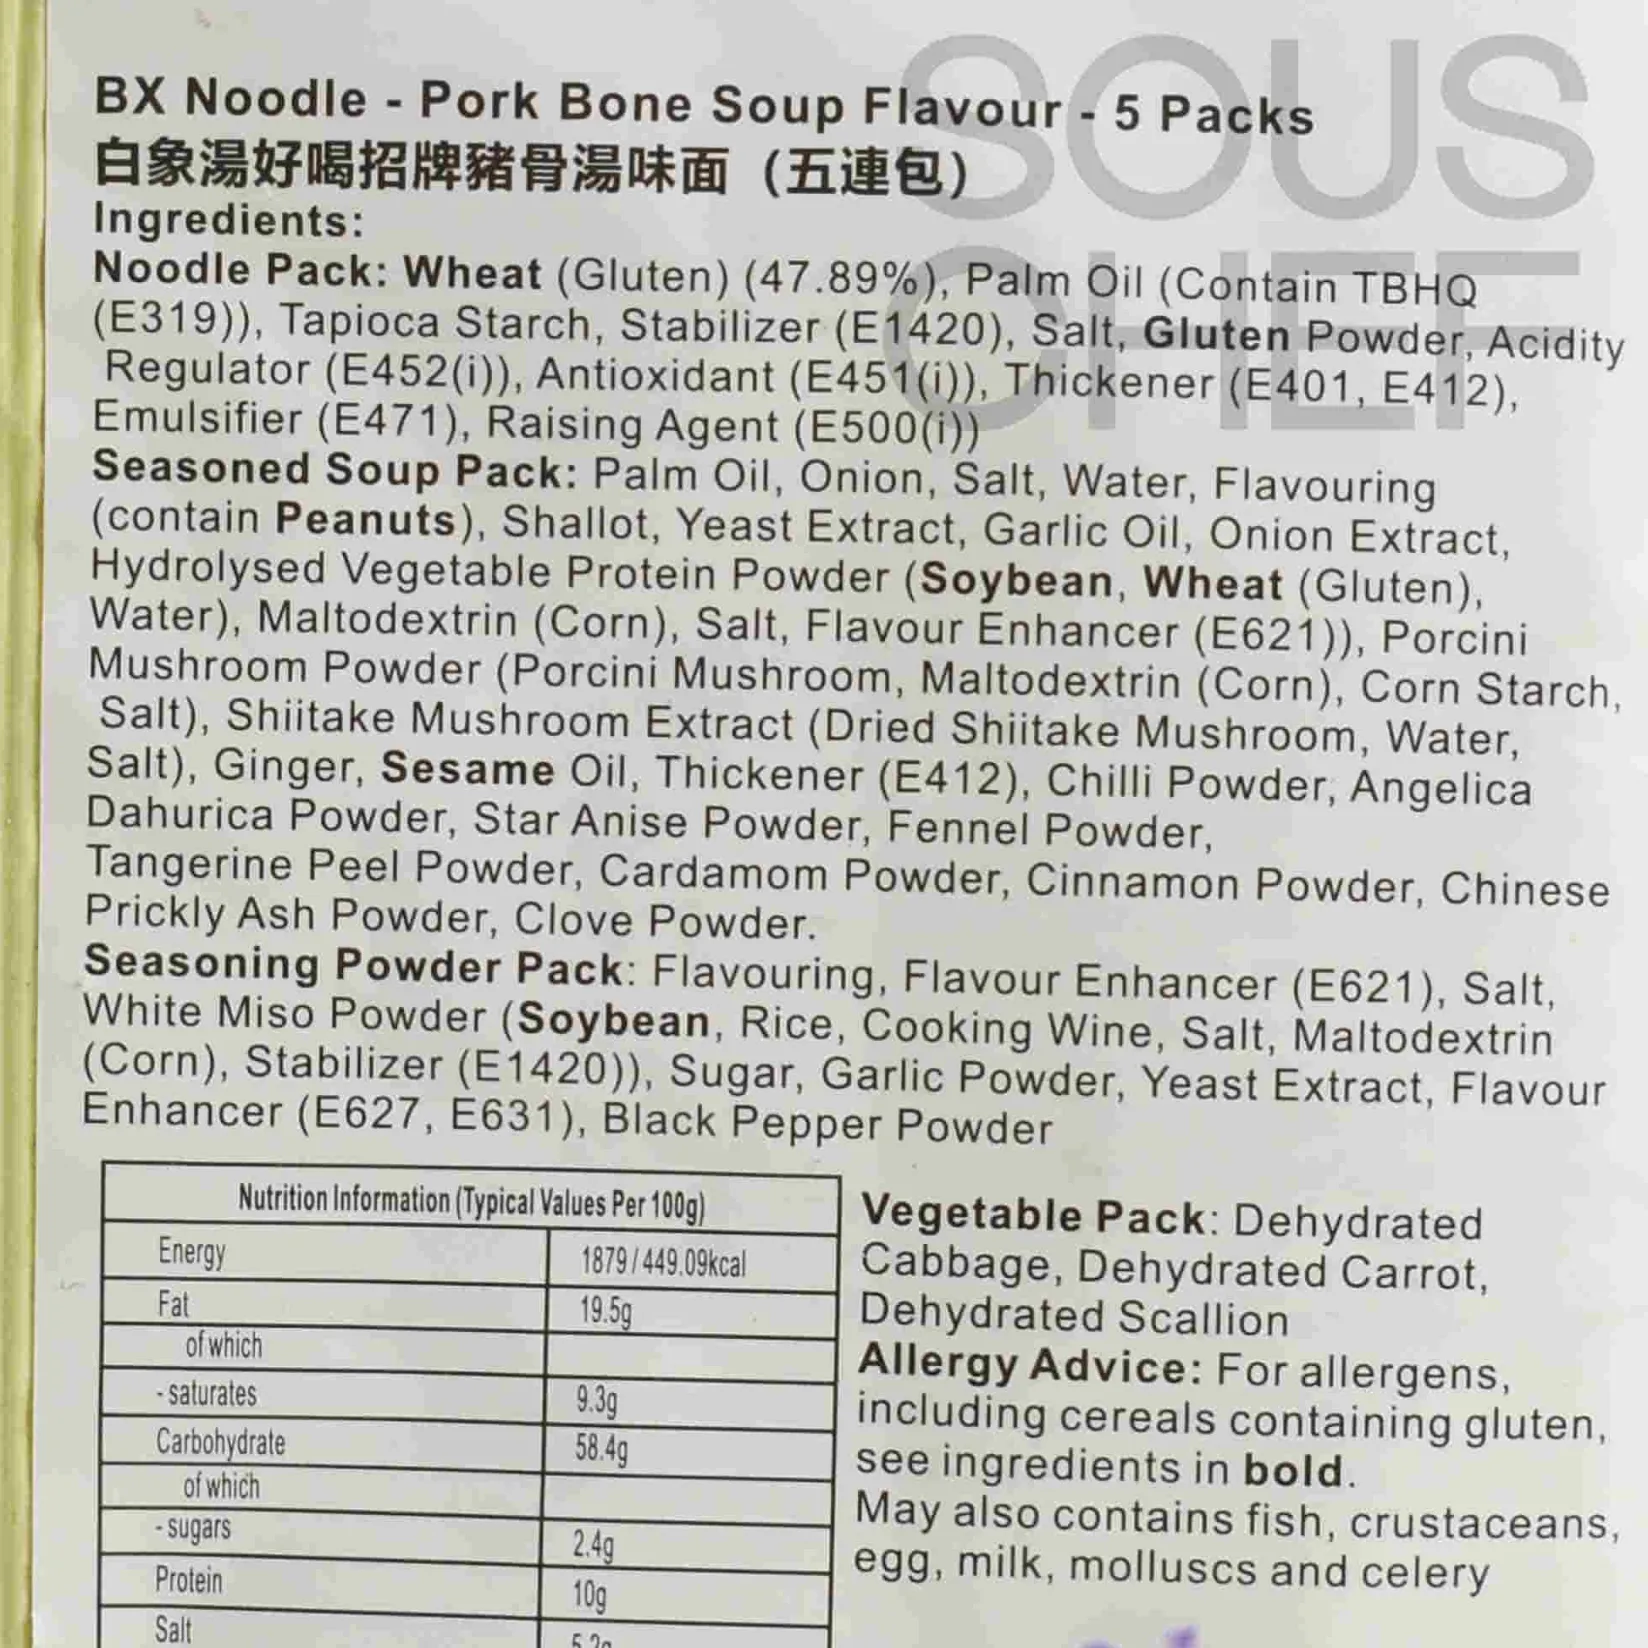 SOUS
CHEF
BX Noodle - Pork Bone Soup Flavour - 5 Packs
白象湯好喝招牌豬骨湯味面（五連包）
Ingredients:
Noodle Pack: Wheat (Gluten) (47.89%), Palm Oil (Contain TBHQ
(E319)), Tapioca Starch, Stabilizer (E1420), Salt, Gluten Powder, Acidity
Regulator (E452(i)), Antioxidant (E451(i)), Thickener (E401, E412),
Emulsifier (E471), Raising Agent (E500(i))
Seasoned Soup Pack: Palm Oil, Onion, Salt, Water, Flavouring
(contain Peanuts), Shallot, Yeast Extract, Garlic Oil, Onion Extract,
Hydrolysed Vegetable Protein Powder (Soybean, Wheat (Gluten),
Water), Maltodextrin (Corn), Salt, Flavour Enhancer (E621)), Porcini
Mushroom Powder (Porcini Mushroom, Maltodextrin (Corn), Corn Starch,
Salt), Shiitake Mushroom Extract (Dried Shiitake Mushroom, Water,
Salt), Ginger, Sesame Oil, Thickener (E412), Chilli Powder, Angelica
Dahurica Powder, Star Anise Powder, Fennel Powder,
Tangerine Peel Powder, Cardamom Powder, Cinnamon Powder, Chinese
Prickly Ash Powder, Clove Powder.
Seasoning Powder Pack: Flavouring, Flavour Enhancer (E621), Salt,
White Miso Powder (Soybean, Rice, Cooking Wine, Salt, Maltodextrin
(Corn), Stabilizer (E1420)), Sugar, Garlic Powder, Yeast Extract, Flavour
Enhancer (E627, E631), Black Pepper Powder
Nutrition Information (Typical Values Per 100g)
Energy 1879/449.09kcal
Fat 19.5g
of which
- saturates 9.3g
Carbohydrate 58.4g
of which
- sugars 2.4g
Protein 10g
Salt
Vegetable Pack: Dehydrated
Cabbage, Dehydrated Carrot,
Dehydrated Scallion
Allergy Advice: For allergens,
including cereals containing gluten,
see ingredients in bold.
May also contains fish, crustaceans,
egg, milk, molluscs and celery